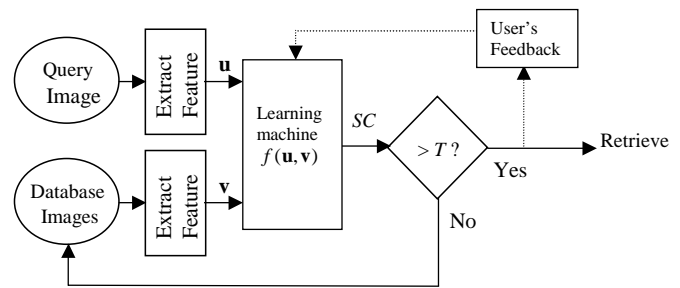 Query
Image
Extract
Feature
u
Learning
machine
f(u,v)
SC
> T ?
User's
Feedback
Yes
Retrieve
No
Database
Images
Extract
Feature
v